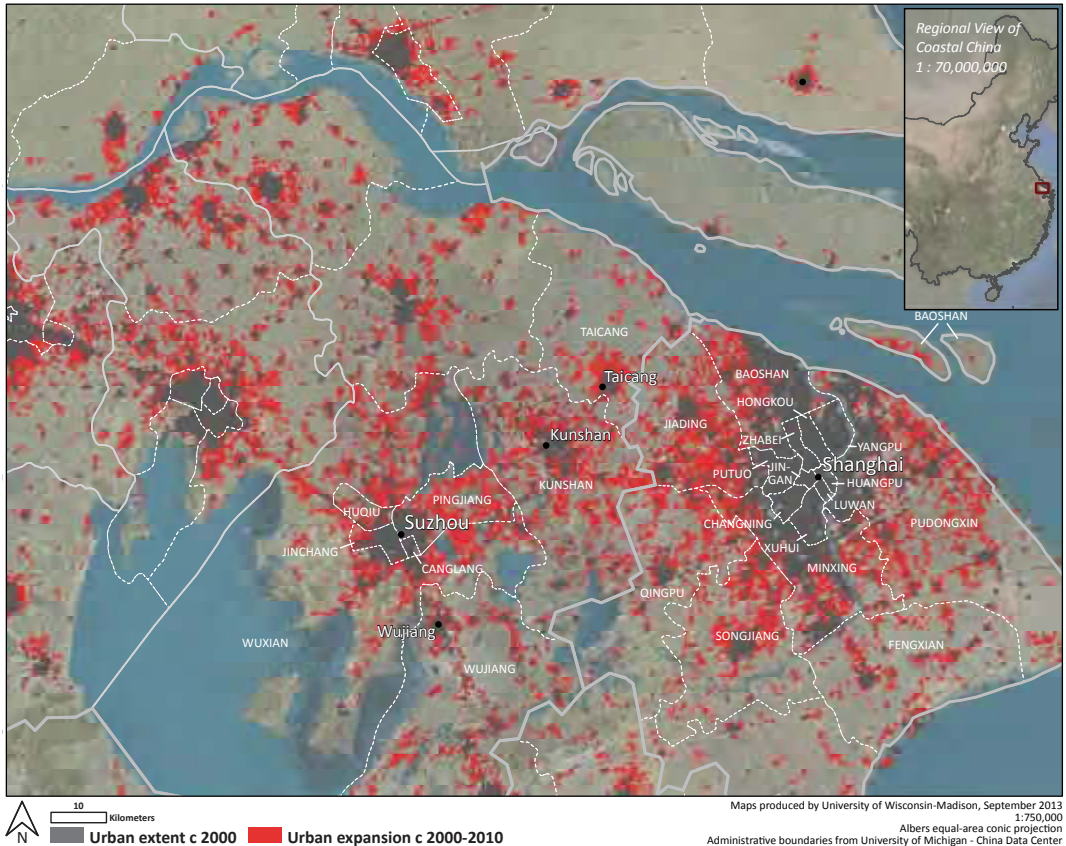 Regional View of
Coastal China
1 : 70,000,000
BAOSHAN
TAICANG
Taicang
BAOSHAN
HONGKOU
JIADING
ZHABEI
YANGPU
Kunshan
Shanghai
PUTUO
JIN-
GAN
HUANGPU
KUNSHAN
LUWAN
PINGJIANG
HUQIU
Suzhou
CHANGNING
PUDONGXIN
JINCHANG
XUHUI
CANGLANG
MINXING
QINGPU
Wujiang
SONGJIANG
WUXIAN
FENGXIAN
WUJIANG
N
10
Kilometers
Urban extent c 2000
Urban expansion c 2000-2010
Maps produced by University of Wisconsin-Madison, September 2013
1:750,000
Albers equal-area conic projection
Administrative boundaries from University of Michigan - China Data Center